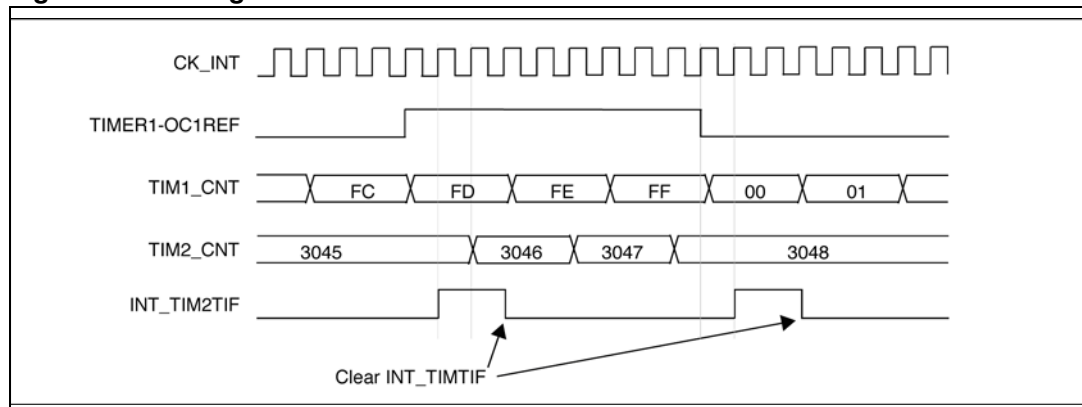 CK_INT
TIMER1-OC1REF
TIM1_CNT FC FD FE FF 00 01
TIM2_CNT 3045 3046 3047 3048
INT_TIM2TIF
Clear INT_TIMTIF